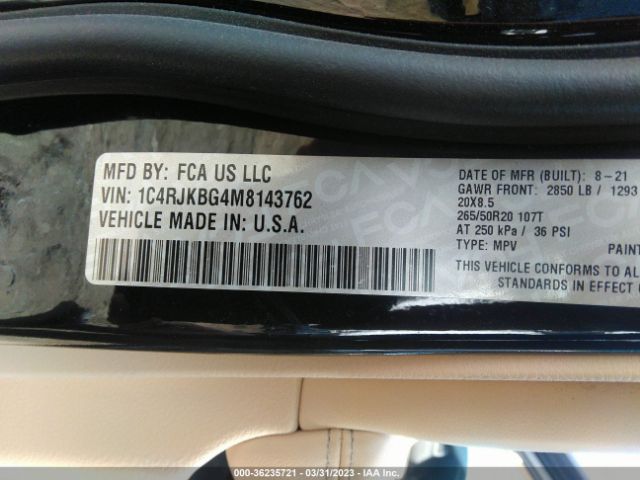 MFD BY: FCA US LLC
VIN: 1C4RJKBG4M8143762
VEHICLE MADE IN: U.S.A.
DATE OF MFR (BUILT): 8-21
GAWR FRONT: 2850 LB / 1293
20X8.5
265/50R20 107T
AT 250 kPa / 36 PSI
TYPE: MPV PAINT
THIS VEHICLE CONFORMS TO AL
STANDARDS IN EFFECT
000-36235721 - 03/31/2023 - IAA Inc.